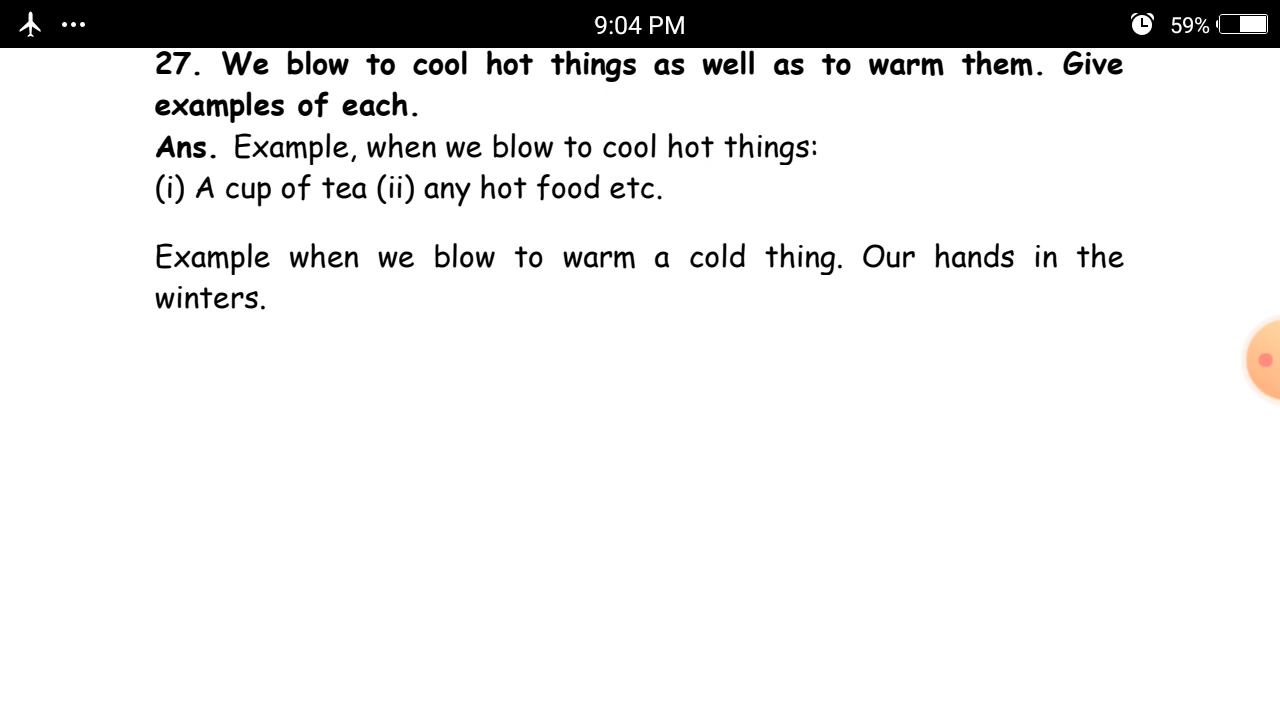 9:04 PM 59%
27. We blow to cool hot things as well as to warm them. Give
examples of each.
Ans. Example, when we blow to cool hot things:
(i) A cup of tea (ii) any hot food etc.
Example when we blow to warm a cold thing. Our hands in the
winters.